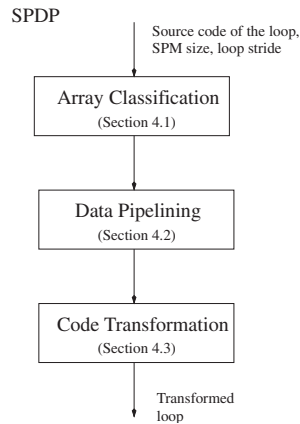 SPDP
Source code of the loop,
SPM size, loop stride
Array Classification
(Section 4.1)
Data Pipelining
(Section 4.2)
Code Transformation
(Section 4.3)
Transformed
loop